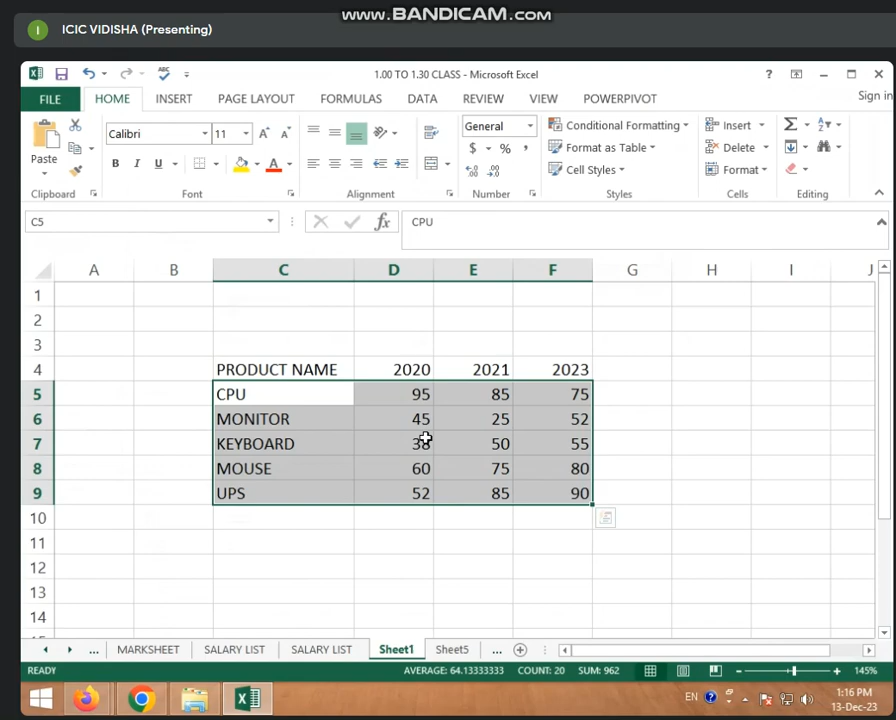 www.BANDICAM.com
I ICIC VIDISHA (Presenting)
1.00 TO 1.30 CLASS - Microsoft Excel
?
Sign in
FILE HOME INSERT PAGE LAYOUT FORMULAS DATA REVIEW VIEW POWERPIVOT
Paste
Calibri 11
B I U A
General
$ % ,
Conditional Formatting
Format as Table
Cell Styles
Insert
Delete
Format
Clipboard Font Alignment Number Styles Cells Editing
C5 fx CPU
A B C D E F G H I J
1
2
3
4 PRODUCT NAME 2020 2021 2023
5 CPU 95 85 75
6 MONITOR 45 25 52
7 KEYBOARD 38 50 55
8 MOUSE 60 75 80
9 UPS 52 85 90
10
11
12
13
14
... MARKSHEET SALARY LIST SALARY LIST Sheet1 Sheet5 ...
READY AVERAGE: 64.13333333 COUNT: 20 SUM: 962 145%
EN 1:16 PM
13-Dec-23